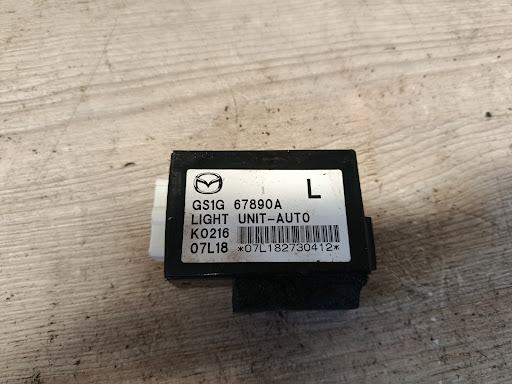 L
GS1G 67890A
LIGHT UNIT-AUTO
K0216
07L18 *07L182730412*